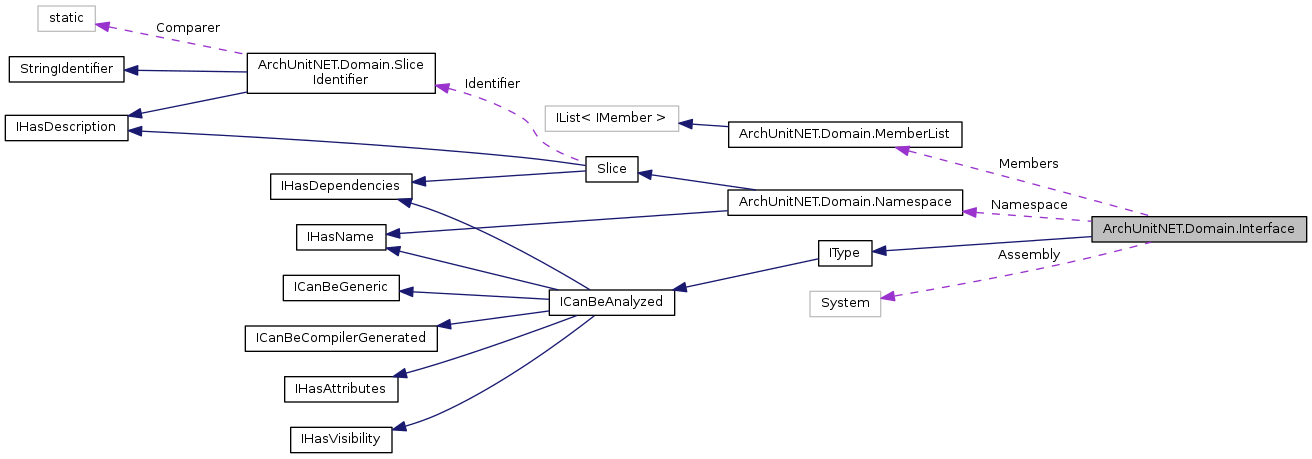 static
Comparer
StringIdentifier
ArchUnitNET.Domain.Slice
Identifier
IHasDescription
Identifier
IList< IMember >
ArchUnitNET.Domain.MemberList
Members
Slice
IHasDependencies
ArchUnitNET.Domain.Namespace
Namespace
ArchUnitNET.Domain.Interface
IHasName
IType
Assembly
ICanBeGeneric
ICanBeAnalyzed
System
ICanBeCompilerGenerated
IHasAttributes
IHasVisibility